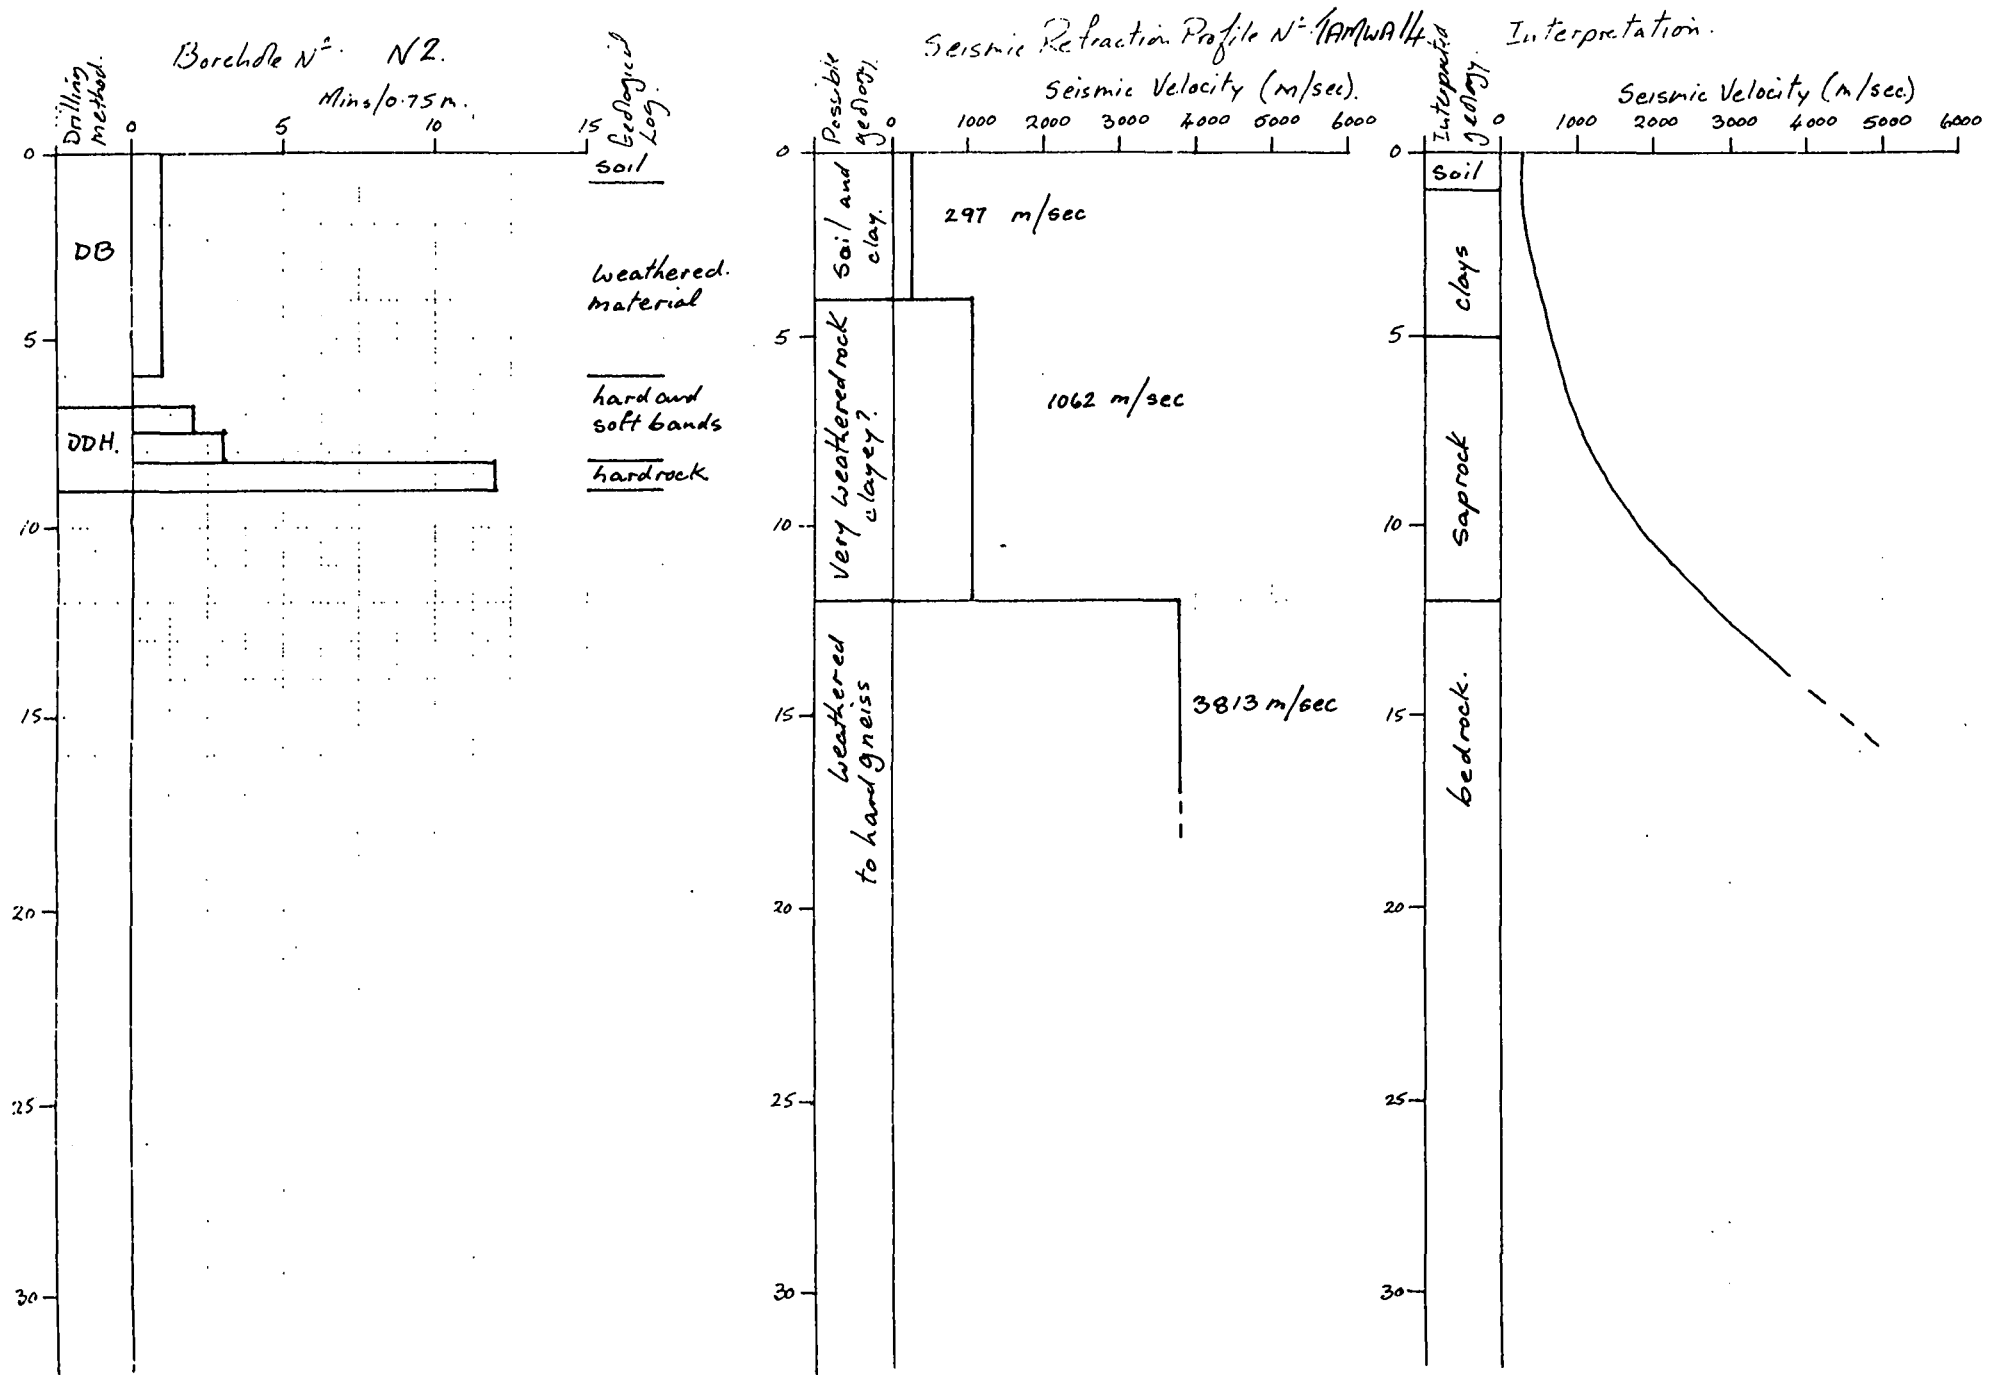 Borehole Nº. N2.
Drilling method.
Mins/0.75m.
0 5 10 15
Geological Log.
0
5
10
15
20
25
30
DB
DDH.
soil
weathered.
material
hard and
soft bands
hardrock
Seismic Refraction Profile Nº TAMWA14
Possible geology.
Seismic Velocity (m/sec).
0 1000 2000 3000 4000 5000 6000
0
5
10
15
20
25
30
Soil and
clay.
Very weathered rock
clayey?
Weathered
to hard gneiss
297 m/sec
1062 m/sec
3813 m/sec
Interpretation.
Interpreted geology.
Seismic Velocity (m/sec)
0 1000 2000 3000 4000 5000 6000
0
5
10
15
20
25
30
Soil
clays
Saprock
bedrock.